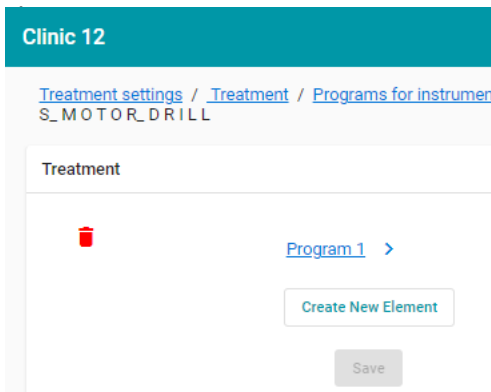 Clinic 12
Treatment settings / Treatment / Programs for instrumen
S_MOTOR_DRILL
Treatment
Program 1 >
Create New Element
Save